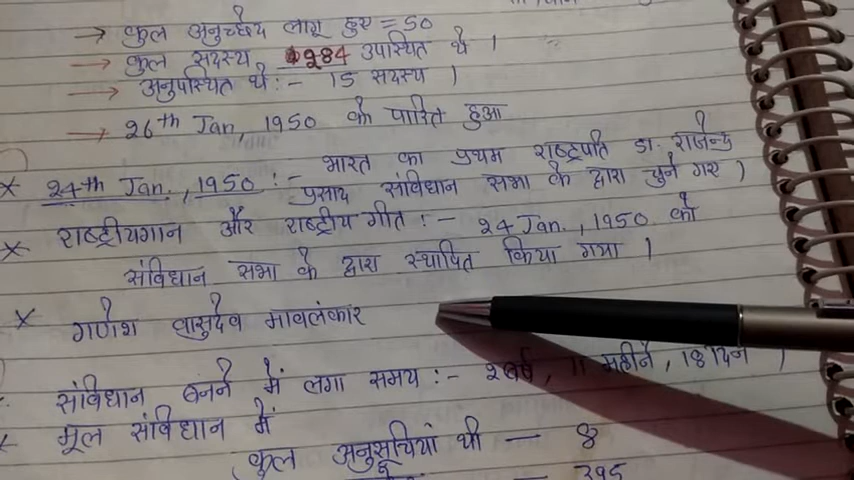 → कुल अनुच्छेद लागू हुए = 50
→ कुल सदस्य 284 उपस्थित थे ।
→ अनुपस्थित थे :- 15 सदस्य ।
→ 26th Jan, 1950 को पारित हुआ
* 24th Jan., 1950 :- भारत का प्रथम राष्ट्रपति डा. राजेन्द्र
प्रसाद संविधान सभा के द्वारा चुने गए ।
* राष्ट्रीयगान और राष्ट्रीय गीत :- 24 Jan., 1950 को
संविधान सभा के द्वारा स्थापित किया गया ।
* गणेश वासुदेव मावलंकार
संविधान बनने में लगा समय :- 2 वर्ष, 11 महीने, 18 दिन ।
* मूल संविधान में
कुल अनुसूचियां थी — 8
— 395